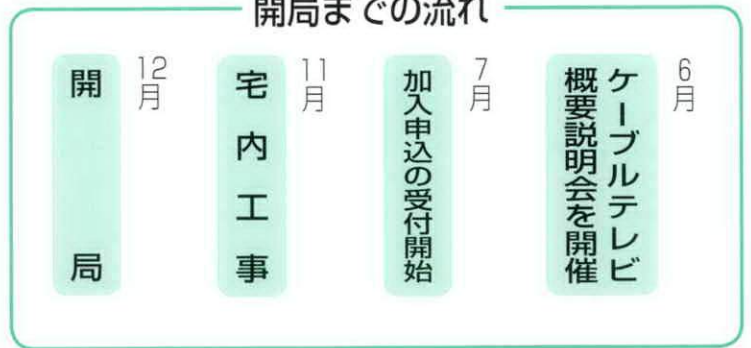 開局までの流れ
6月
ケーブルテレビ
概要説明会を開催
7月
加入申込の受付開始
11月
宅内工事
12月
開局